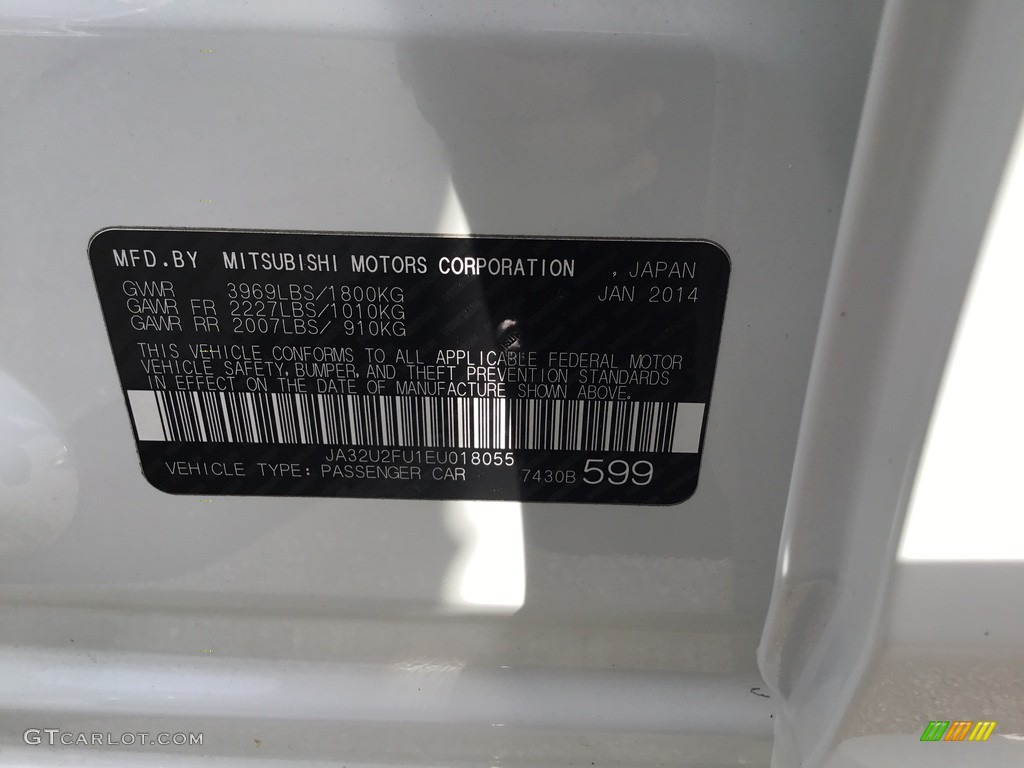 MFD.BY MITSUBISHI MOTORS CORPORATION , JAPAN
GVWR 3969LBS/1800KG JAN 2014
GAWR FR 2227LBS/1010KG
GAWR RR 2007LBS/ 910KG
THIS VEHICLE CONFORMS TO ALL APPLICABLE FEDERAL MOTOR
VEHICLE SAFETY, BUMPER, AND THEFT PREVENTION STANDARDS
IN EFFECT ON THE DATE OF MANUFACTURE SHOWN ABOVE.
JA32U2FU1EU018055
VEHICLE TYPE: PASSENGER CAR 7430B 599
GTCARLOT.COM